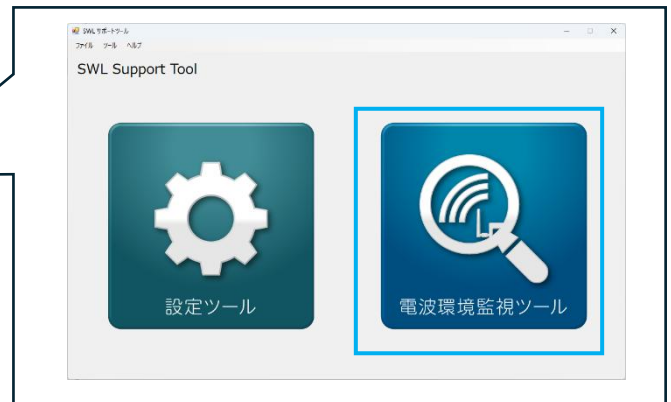 SWL サポートツール
ファイル ツール ヘルプ
SWL Support Tool
設定ツール
電波環境監視ツール